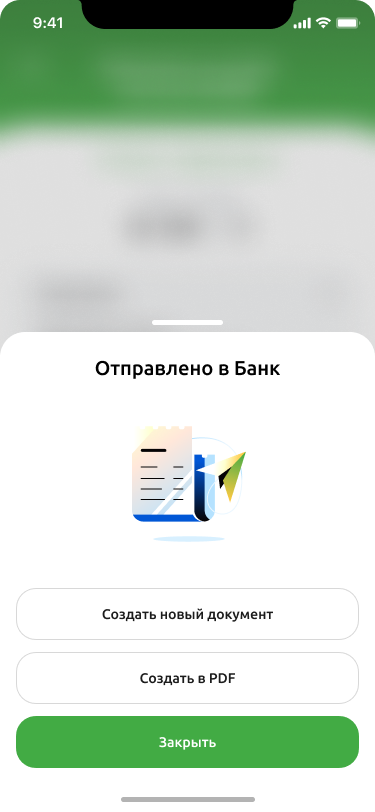 9:41
Отправлено в Банк
Создать новый документ
Создать в PDF
Закрыть